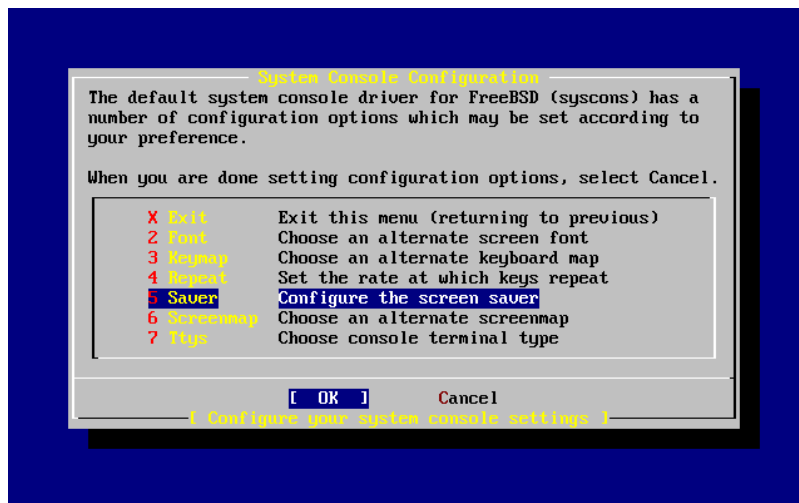 System Console Configuration
The default system console driver for FreeBSD (syscons) has a
number of configuration options which may be set according to
your preference.
When you are done setting configuration options, select Cancel.
X Exit Exit this menu (returning to previous)
2 Font Choose an alternate screen font
3 Keymap Choose an alternate keyboard map
4 Repeat Set the rate at which keys repeat
5 Saver Configure the screen saver
6 Screenmap Choose an alternate screenmap
7 Ttys Choose console terminal type
[ OK ] Cancel
[ Configure your system console settings ]